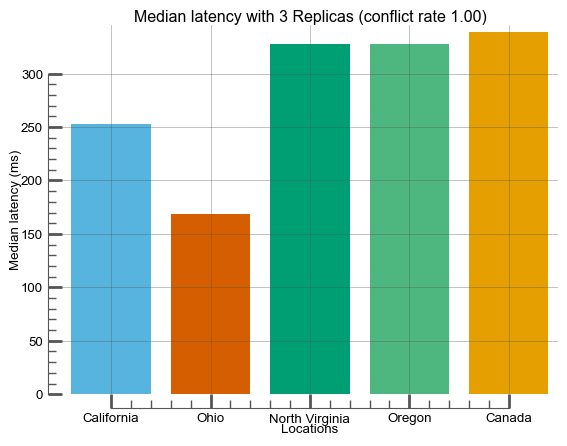 Median latency with 3 Replicas (conflict rate 1.00)
Median latency (ms)
300
250
200
150
100
50
0
California Ohio North Virginia Oregon Canada
Locations